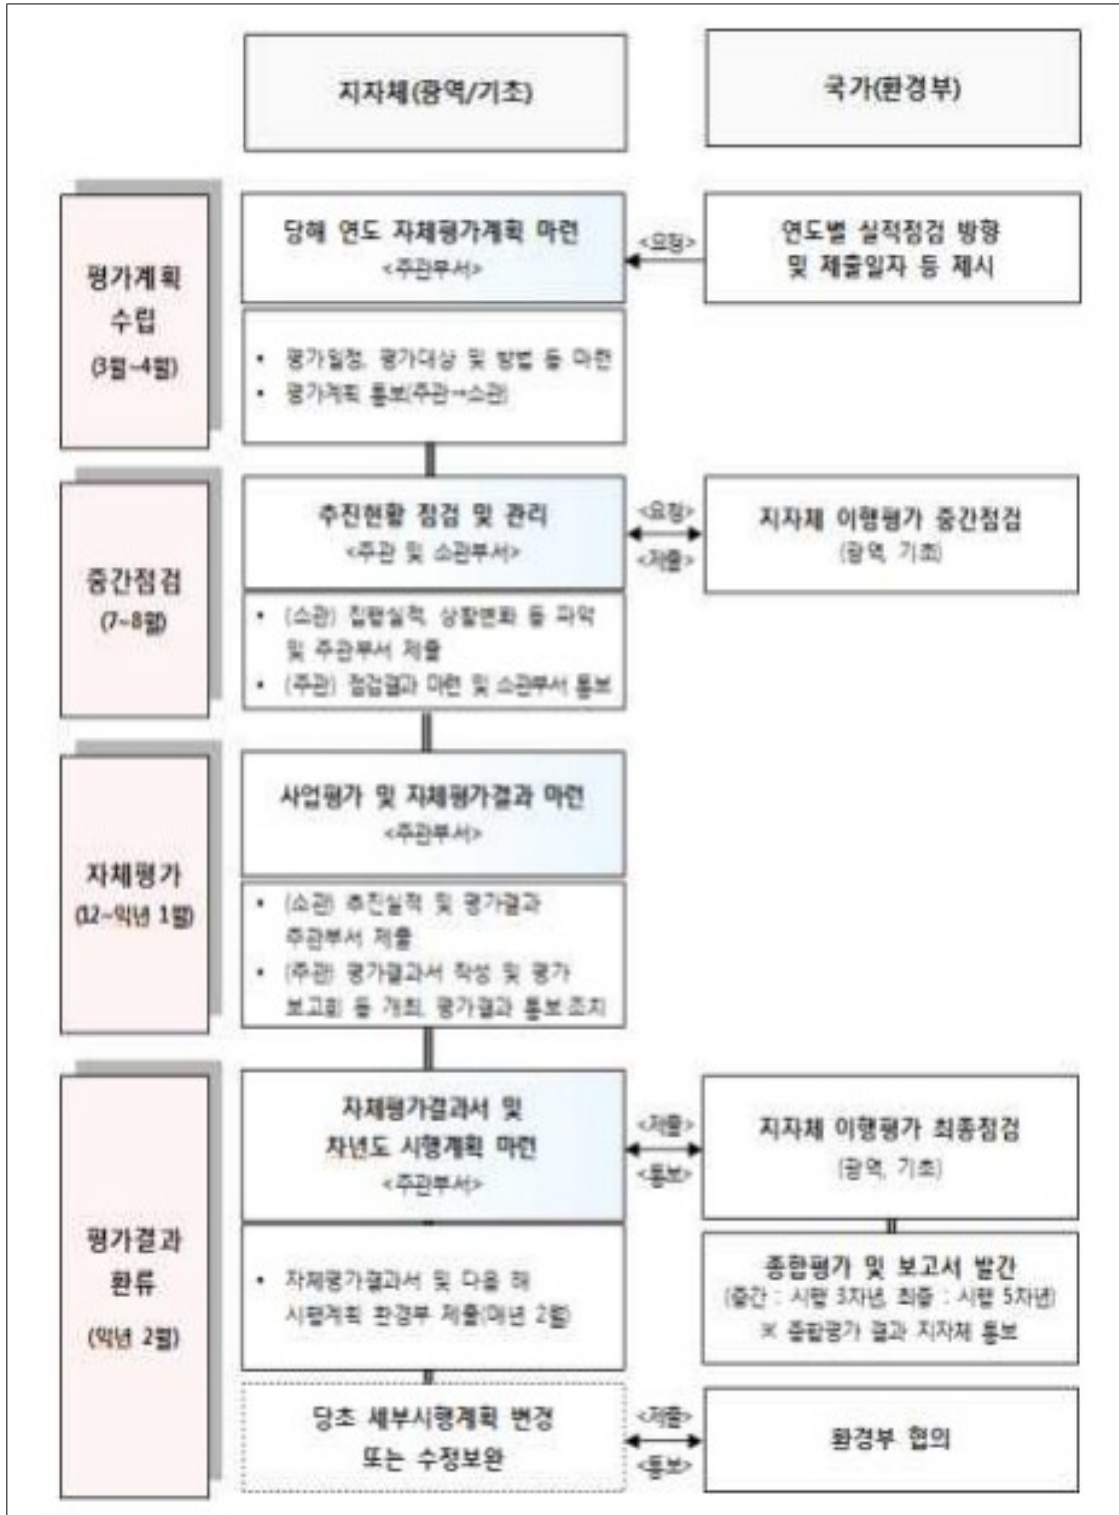 지자체(광역/기초)
국가(환경부)
평가계획
수립
(3월~4월)
당해 연도 자체평가계획 마련
<주관부서>
<요청>
연도별 실적점검 방향
및 제출일자 등 제시
• 평가일정, 평가대상 및 방법 등 마련
• 평가계획 통보(주관→소관)
중간점검
(7~8월)
추진현황 점검 및 관리
<주관 및 소관부서>
<요청>
<제출>
지자체 이행평가 중간점검
(광역, 기초)
• (소관) 집행실적, 상황변화 등 파악
및 주관부서 제출
• (주관) 점검결과 마련 및 소관부서 통보
자체평가
(12~익년 1월)
사업평가 및 자체평가결과 마련
<주관부서>
• (소관) 추진실적 및 평가결과
주관부서 제출
• (주관) 평가결과서 작성 및 평가
보고회 등 개최, 평가결과 통보·조치
평가결과
환류
(익년 2월)
자체평가결과서 및
차년도 시행계획 마련
<주관부서>
<제출>
<통보>
지자체 이행평가 최종점검
(광역, 기초)
• 자체평가결과서 및 다음 해
시행계획 환경부 제출(매년 2월)
종합평가 및 보고서 발간
(중간 : 시행 3차년, 최종 : 시행 5차년)
※ 종합평가 결과 지자체 통보
당초 세부시행계획 변경
또는 수정보완
<제출>
<통보>
환경부 협의